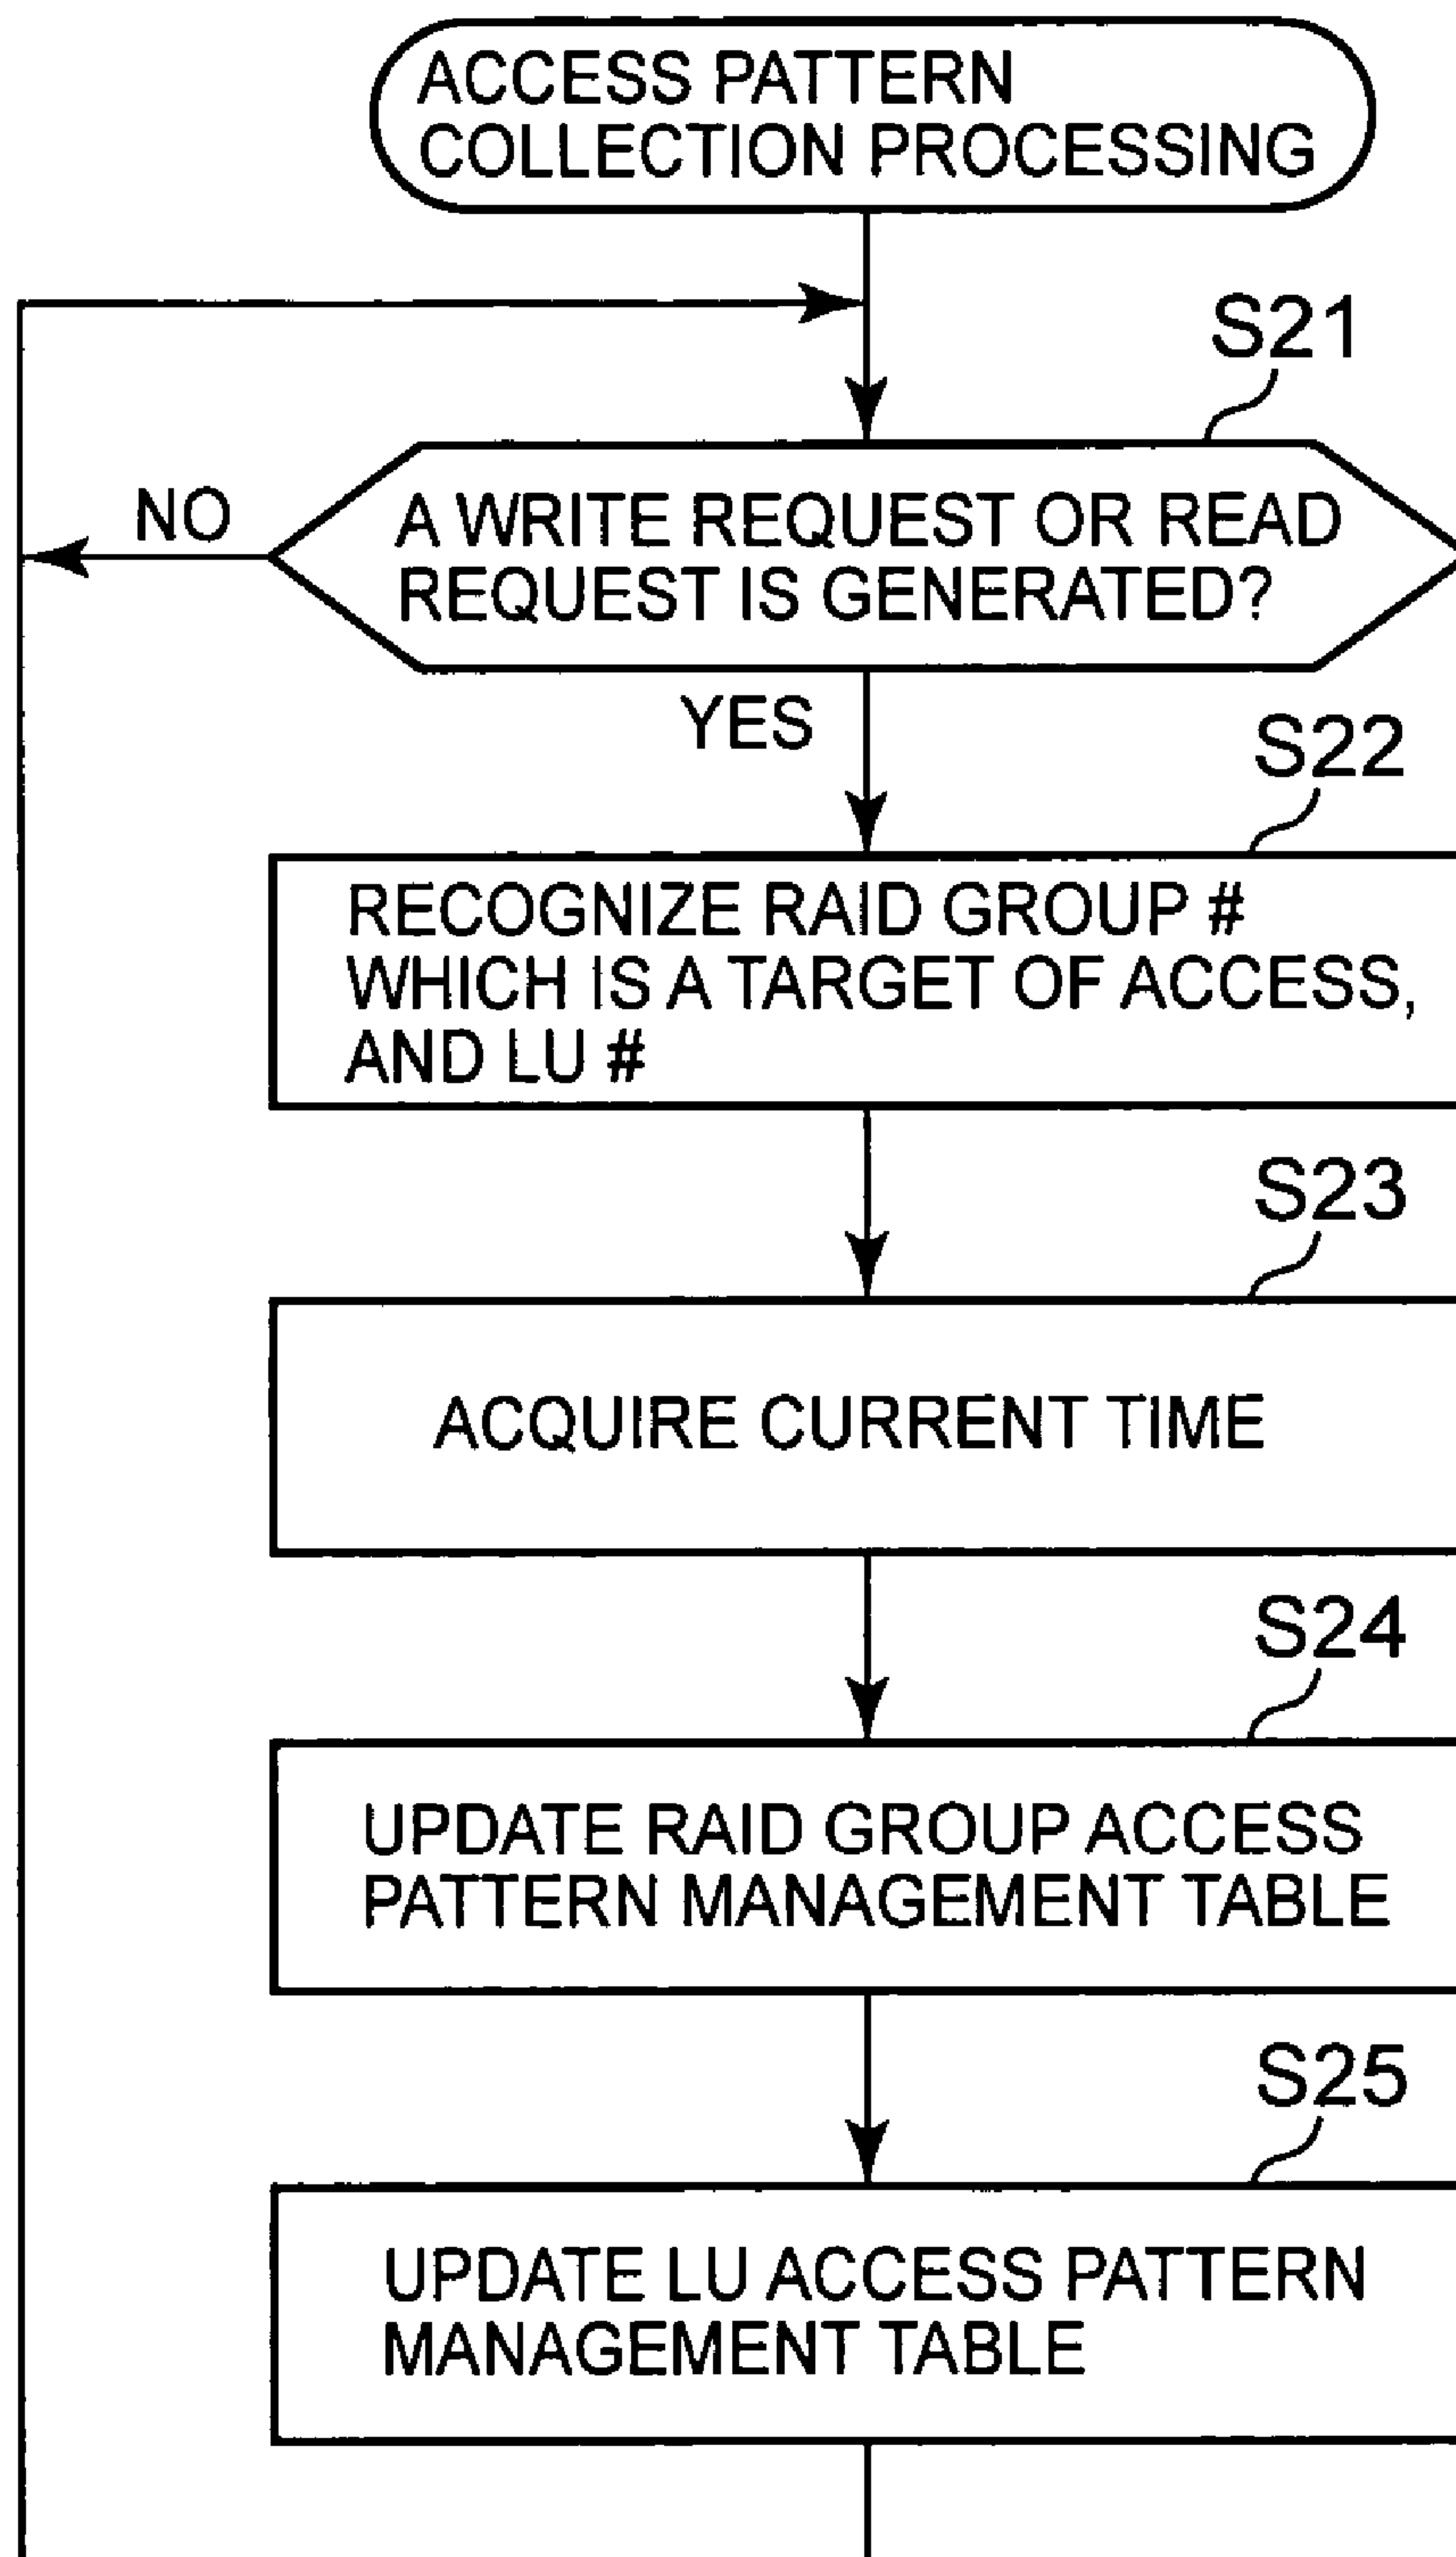 ACCESS PATTERN
COLLECTION PROCESSING
S21
NO
A WRITE REQUEST OR READ
REQUEST IS GENERATED?
YES
S22
RECOGNIZE RAID GROUP #
WHICH IS A TARGET OF ACCESS,
AND LU #
S23
ACQUIRE CURRENT TIME
S24
UPDATE RAID GROUP ACCESS
PATTERN MANAGEMENT TABLE
S25
UPDATE LU ACCESS PATTERN
MANAGEMENT TABLE